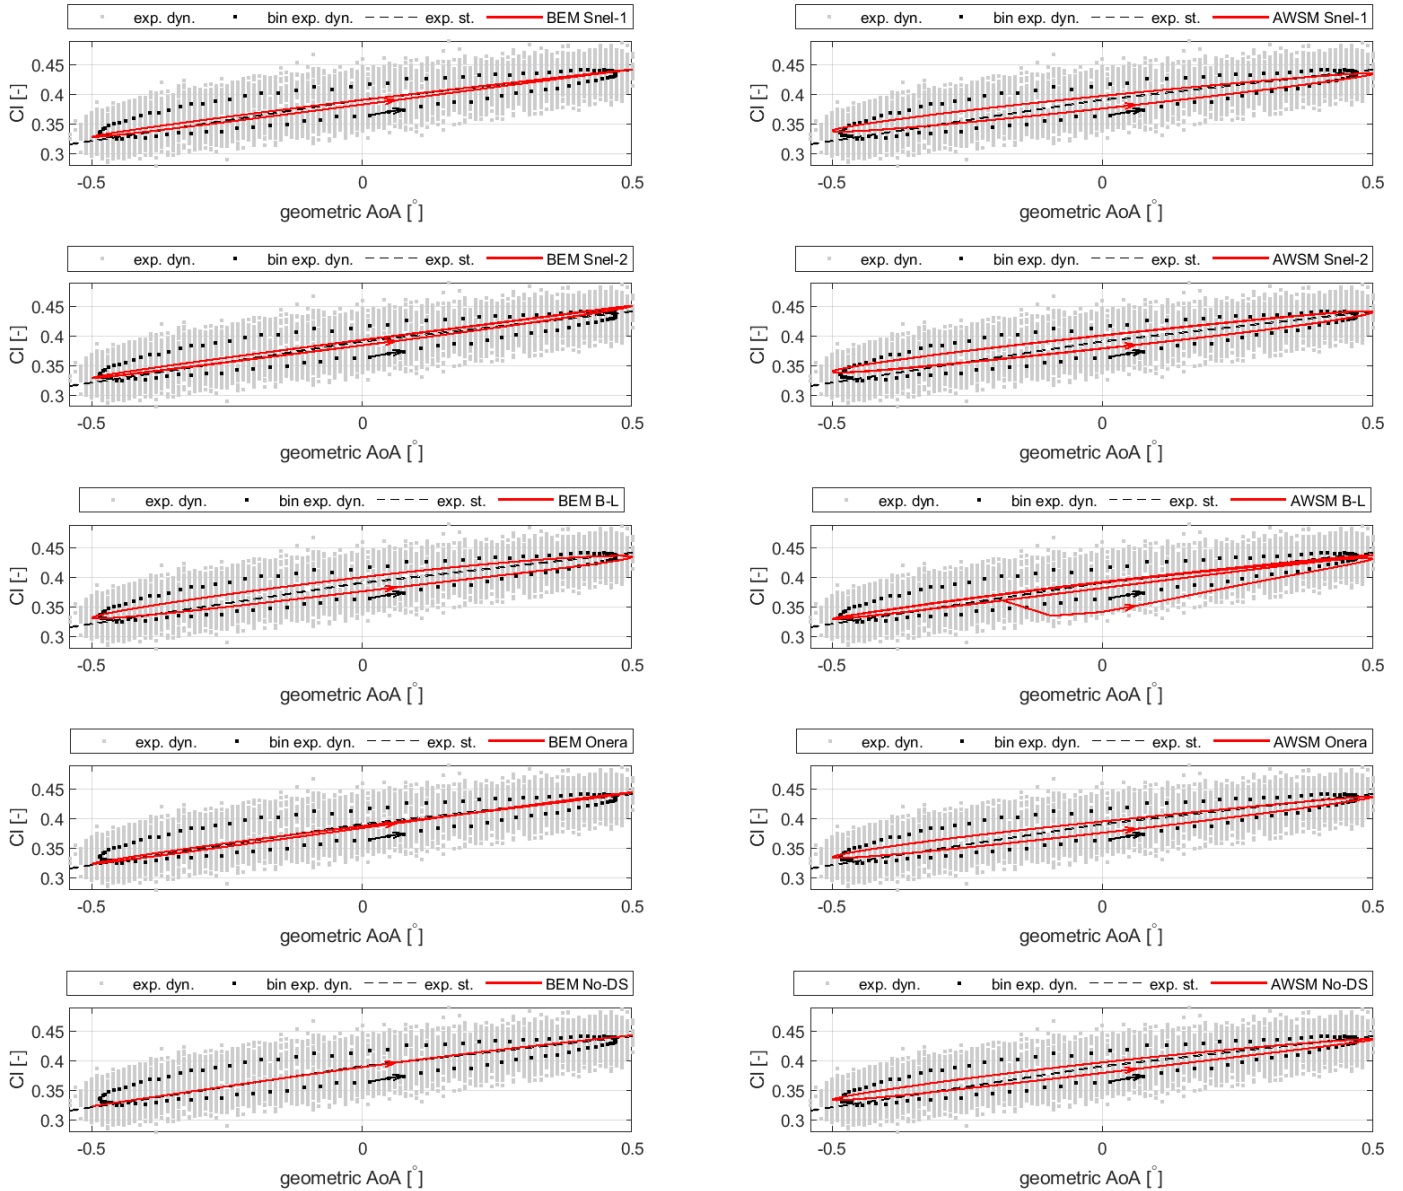 exp. dyn. bin exp. dyn. exp. st. BEM Snel-1
Cl [-]
0.45
0.4
0.35
0.3
-0.5 0 0.5
geometric AoA [°]
exp. dyn. bin exp. dyn. exp. st. AWSM Snel-1
Cl [-]
0.45
0.4
0.35
0.3
-0.5 0 0.5
geometric AoA [°]
exp. dyn. bin exp. dyn. exp. st. BEM Snel-2
Cl [-]
0.45
0.4
0.35
0.3
-0.5 0 0.5
geometric AoA [°]
exp. dyn. bin exp. dyn. exp. st. AWSM Snel-2
Cl [-]
0.45
0.4
0.35
0.3
-0.5 0 0.5
geometric AoA [°]
exp. dyn. bin exp. dyn. exp. st. BEM B-L
Cl [-]
0.45
0.4
0.35
0.3
-0.5 0 0.5
geometric AoA [°]
exp. dyn. bin exp. dyn. exp. st. AWSM B-L
Cl [-]
0.45
0.4
0.35
0.3
-0.5 0 0.5
geometric AoA [°]
exp. dyn. bin exp. dyn. exp. st. BEM Onera
Cl [-]
0.45
0.4
0.35
0.3
-0.5 0 0.5
geometric AoA [°]
exp. dyn. bin exp. dyn. exp. st. AWSM Onera
Cl [-]
0.45
0.4
0.35
0.3
-0.5 0 0.5
geometric AoA [°]
exp. dyn. bin exp. dyn. exp. st. BEM No-DS
Cl [-]
0.45
0.4
0.35
0.3
-0.5 0 0.5
geometric AoA [°]
exp. dyn. bin exp. dyn. exp. st. AWSM No-DS
Cl [-]
0.45
0.4
0.35
0.3
-0.5 0 0.5
geometric AoA [°]